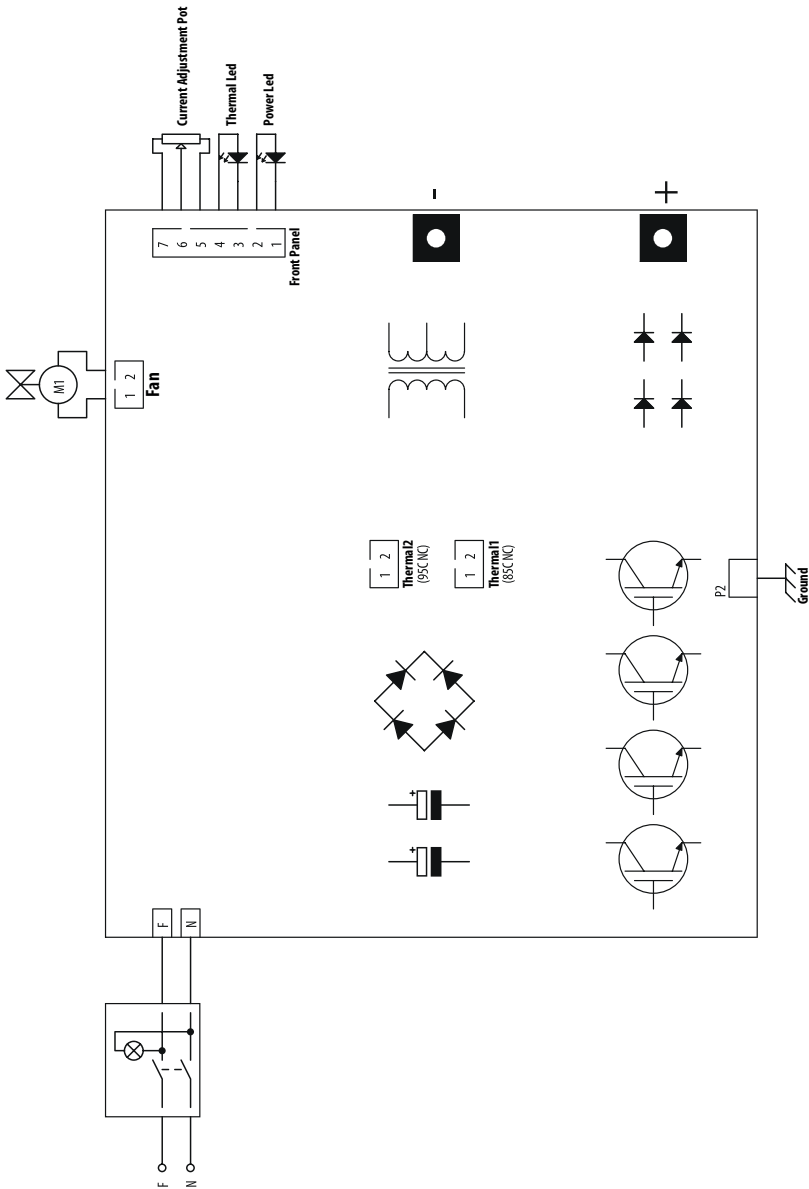 F
N
F
N
M1
1 2
Fan
Current Adjustment Pot
Thermal Led
Power Led
7
6
5
4
3
2
1
Front Panel
-
+
1 2
Thermal2
(95C NC)
1 2
Thermal1
(85C NC)
+
+
P2
Ground